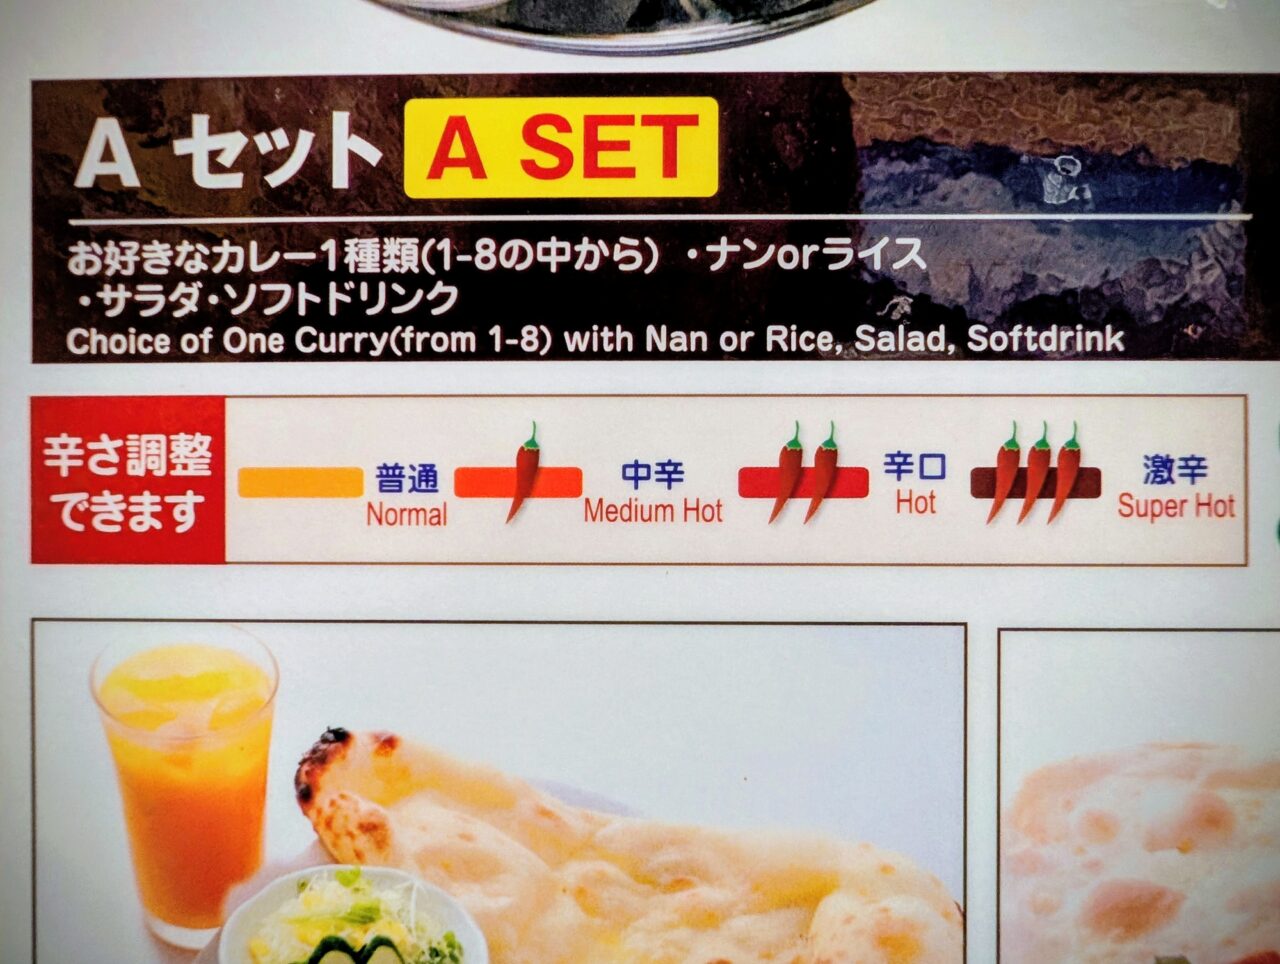 A セット A SET
お好きなカレー1種類(1-8の中から) ・ナンorライス
・サラダ・ソフトドリンク
Choice of One Curry(from 1-8) with Nan or Rice, Salad, Softdrink
辛さ調整
できます
普通
Normal
中辛
Medium Hot
辛口
Hot
激辛
Super Hot